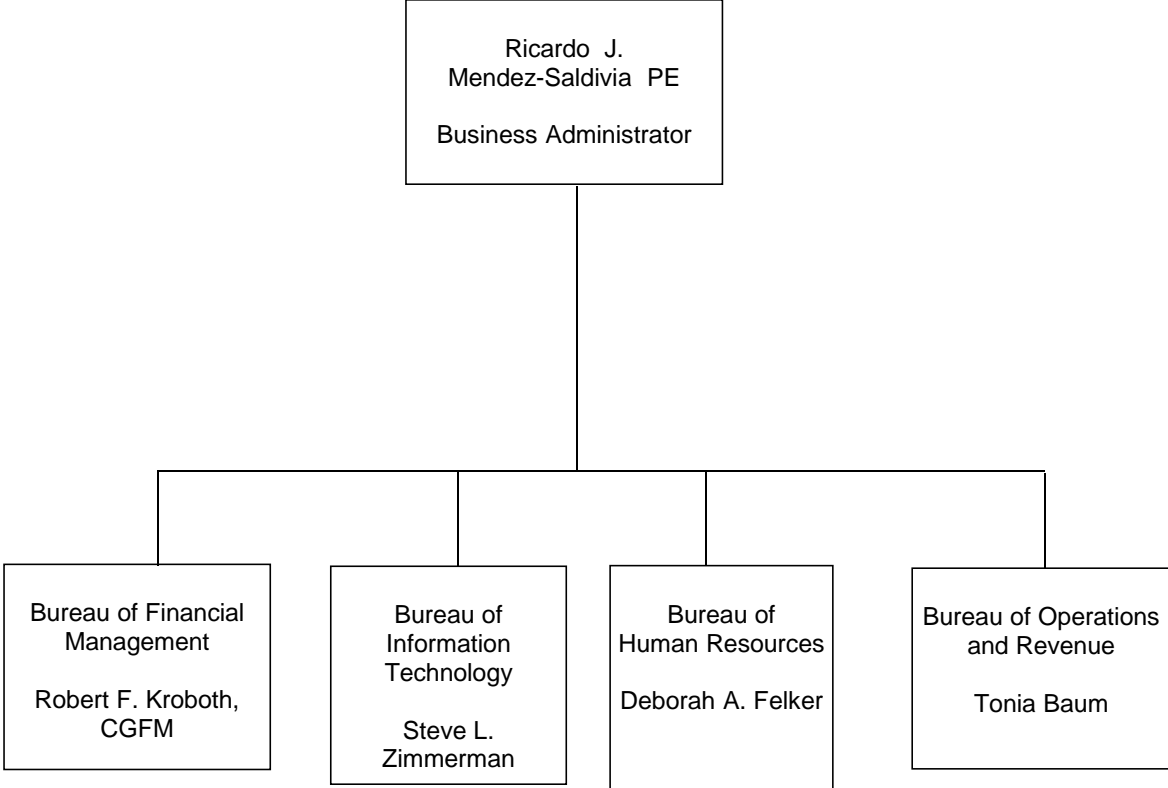 Ricardo J.
Mendez-Saldivia PE
Business Administrator
Bureau of Financial
Management
Robert F. Kroboth,
CGFM
Bureau of
Information
Technology
Steve L.
Zimmerman
Bureau of
Human Resources
Deborah A. Felker
Bureau of Operations
and Revenue
Tonia Baum